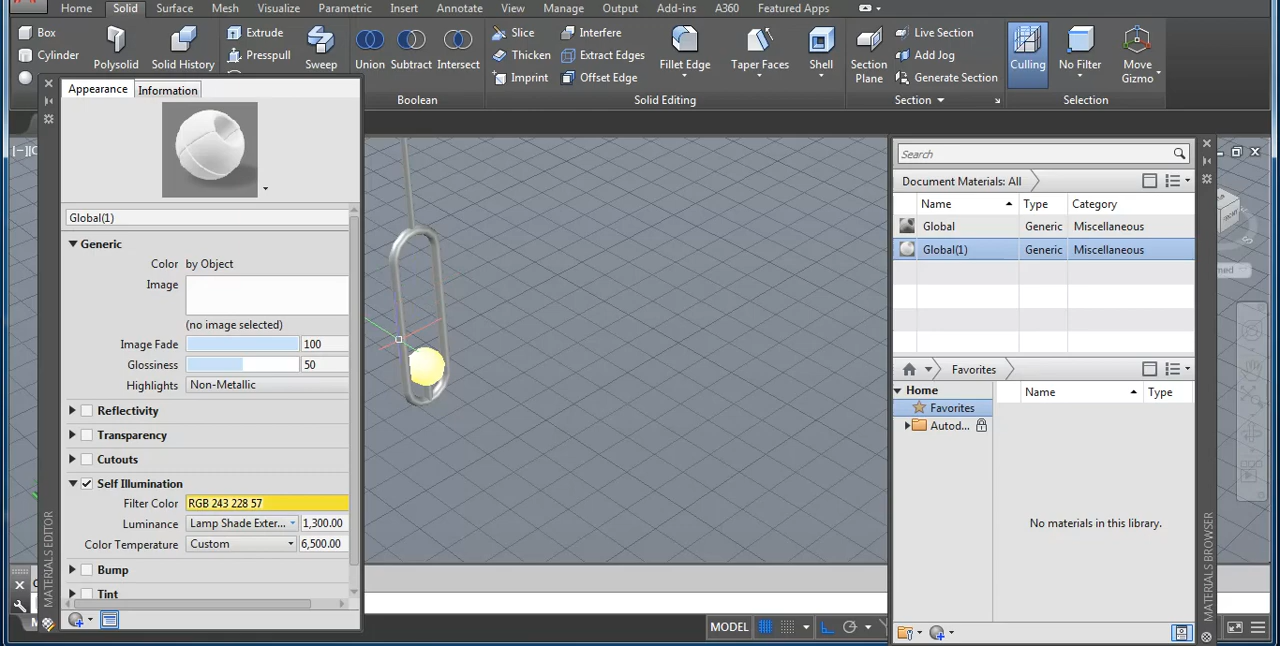 Home Solid Surface Mesh Visualize Parametric Insert Annotate View Manage Output Add-ins A360 Featured Apps
Box
Cylinder
Polysolid
Solid History
Extrude
Presspull
Sweep
Union Subtract Intersect
Boolean
Slice
Thicken
Imprint
Interfere
Extract Edges
Offset Edge
Fillet Edge
Taper Faces
Shell
Solid Editing
Section
Plane
Live Section
Add Jog
Generate Section
Section
Culling
No Filter
Move
Gizmo
Selection
Appearance Information
Global(1)
Generic
Color by Object
Image
(no image selected)
Image Fade 100
Glossiness 50
Highlights Non-Metallic
Reflectivity
Transparency
Cutouts
Self Illumination
Filter Color RGB 243 228 57
Luminance Lamp Shade Exter... 1,300.00
Color Temperature Custom 6,500.00
Bump
Tint
MATERIALS EDITOR
MODEL
Search
Document Materials: All
Name Type Category
Global Generic Miscellaneous
Global(1) Generic Miscellaneous
Favorites
Home
Favorites
Autod...
Name Type
No materials in this library.
MATERIALS BROWSER